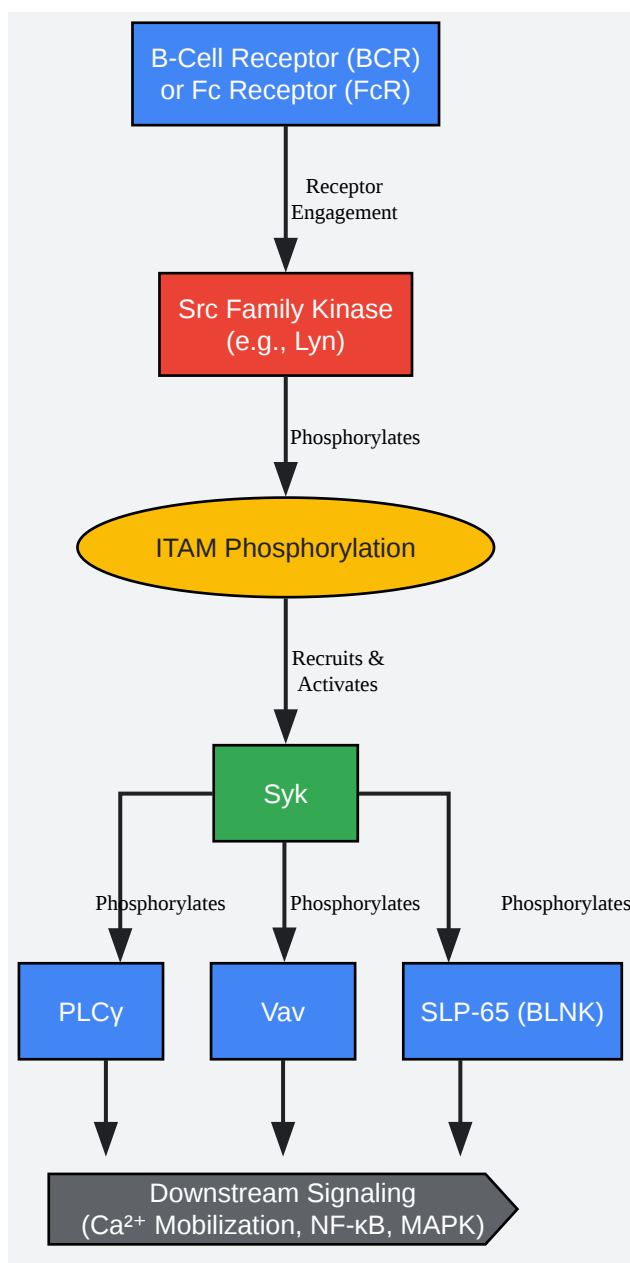 B-Cell Receptor (BCR)
or Fc Receptor (FcR)
Receptor
Engagement
Src Family Kinase
(e.g., Lyn)
Phosphorylates
ITAM Phosphorylation
Recruits &
Activates
Syk
Phosphorylates
Phosphorylates
Phosphorylates
PLCγ
Vav
SLP-65 (BLNK)
Downstream Signaling
(Ca²⁺ Mobilization, NF-κB, MAPK)